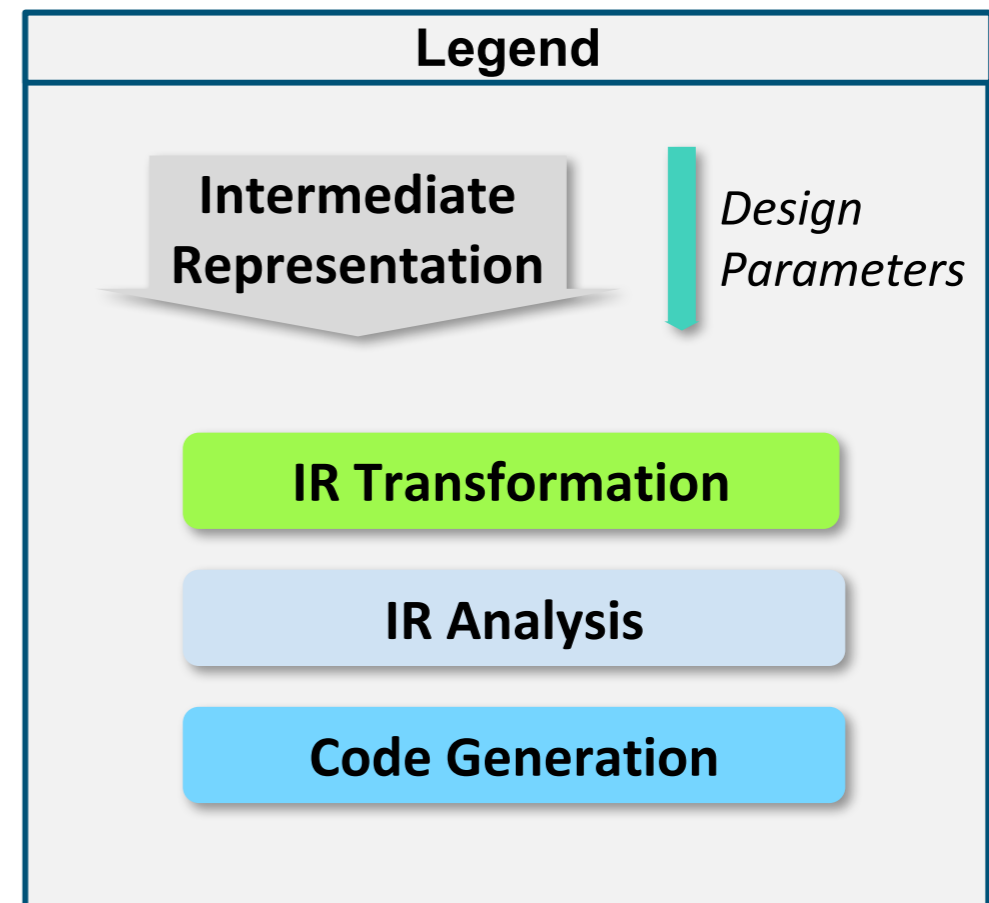 Legend
Intermediate
Representation
Design
Parameters
IR Transformation
IR Analysis
Code Generation